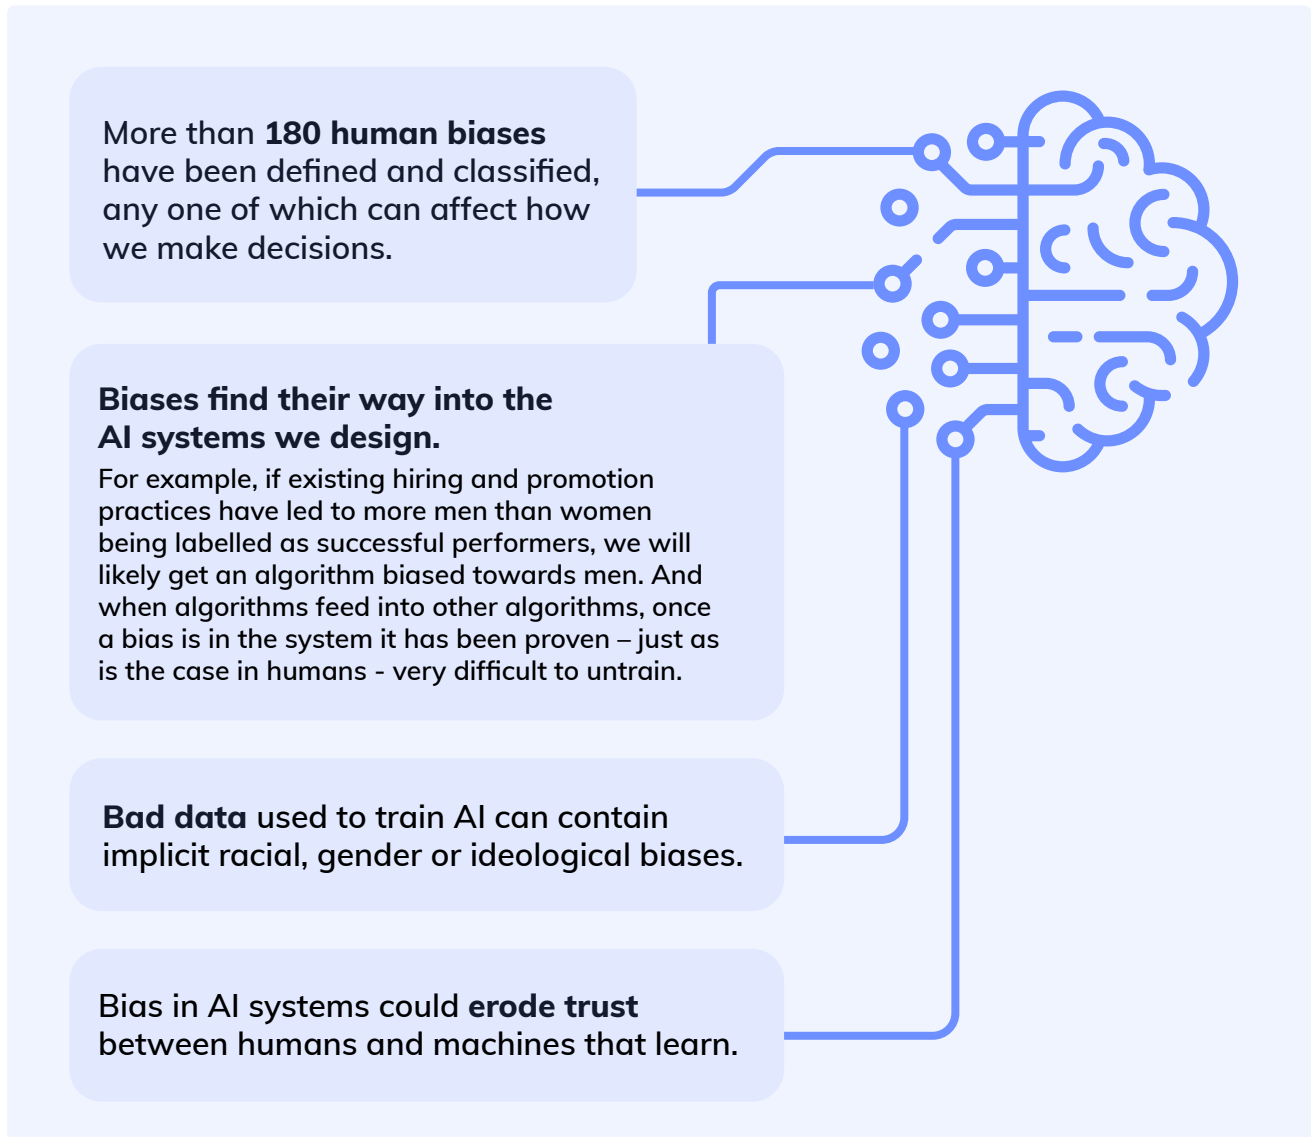 More than 180 human biases
have been defined and classified,
any one of which can affect how
we make decisions.
Biases find their way into the
AI systems we design.
For example, if existing hiring and promotion
practices have led to more men than women
being labelled as successful performers, we will
likely get an algorithm biased towards men. And
when algorithms feed into other algorithms, once
a bias is in the system it has been proven – just as
is the case in humans - very difficult to untrain.
Bad data used to train AI can contain
implicit racial, gender or ideological biases.
Bias in AI systems could erode trust
between humans and machines that learn.